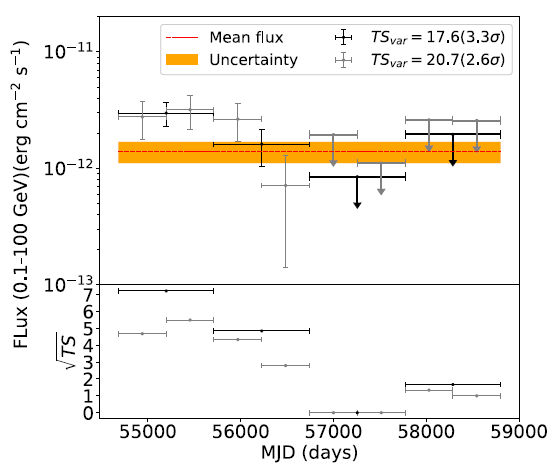 FLux (0.1-100 GeV)(erg cm⁻² s⁻¹)
10⁻¹¹
10⁻¹²
10⁻¹³
Mean flux
Uncertainty
TS_var = 17.6(3.3σ)
TS_var = 20.7(2.6σ)
√TS
7
6
5
4
3
2
1
0
55000 56000 57000 58000 59000
MJD (days)